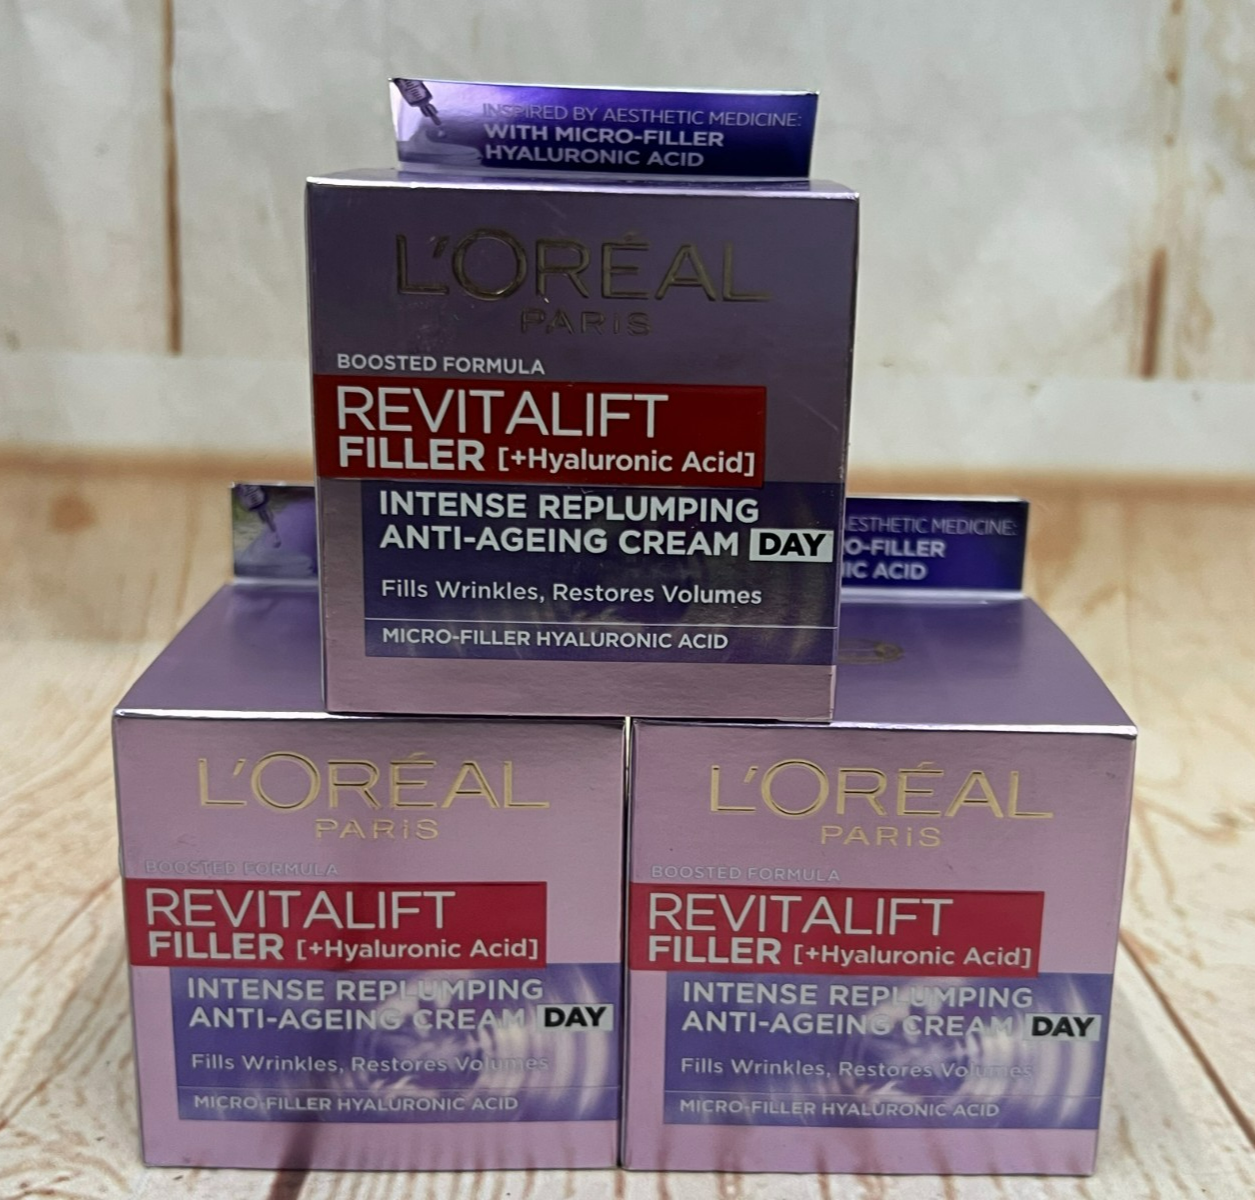 INSPIRED BY AESTHETIC MEDICINE:
WITH MICRO-FILLER
HYALURONIC ACID
L'ORÉAL
PARIS
BOOSTED FORMULA
REVITALIFT
FILLER [+Hyaluronic Acid]
INTENSE REPLUMPING
ANTI-AGEING CREAM DAY
Fills Wrinkles, Restores Volumes
MICRO-FILLER HYALURONIC ACID
AESTHETIC MEDICINE:
O-FILLER
IC ACID
L'ORÉAL
PARIS
BOOSTED FORMULA
REVITALIFT
FILLER [+Hyaluronic Acid]
INTENSE REPLUMPING
ANTI-AGEING CREAM DAY
Fills Wrinkles, Restores Volumes
MICRO-FILLER HYALURONIC ACID
L'ORÉAL
PARIS
BOOSTED FORMULA
REVITALIFT
FILLER [+Hyaluronic Acid]
INTENSE REPLUMPING
ANTI-AGEING CREAM DAY
Fills Wrinkles, Restores Volumes
MICRO-FILLER HYALURONIC ACID